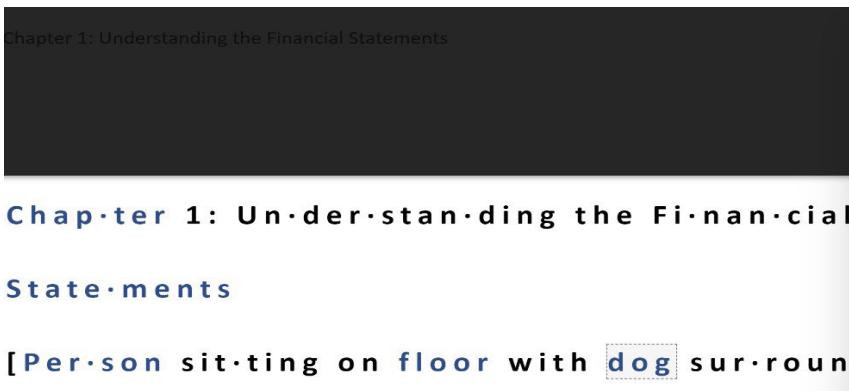 Chapter 1: Understanding the Financial Statements
Chap·ter 1: Un·der·stan·ding the Fi·nan·cial
State·ments
[Per·son sit·ting on floor with dog sur·roun